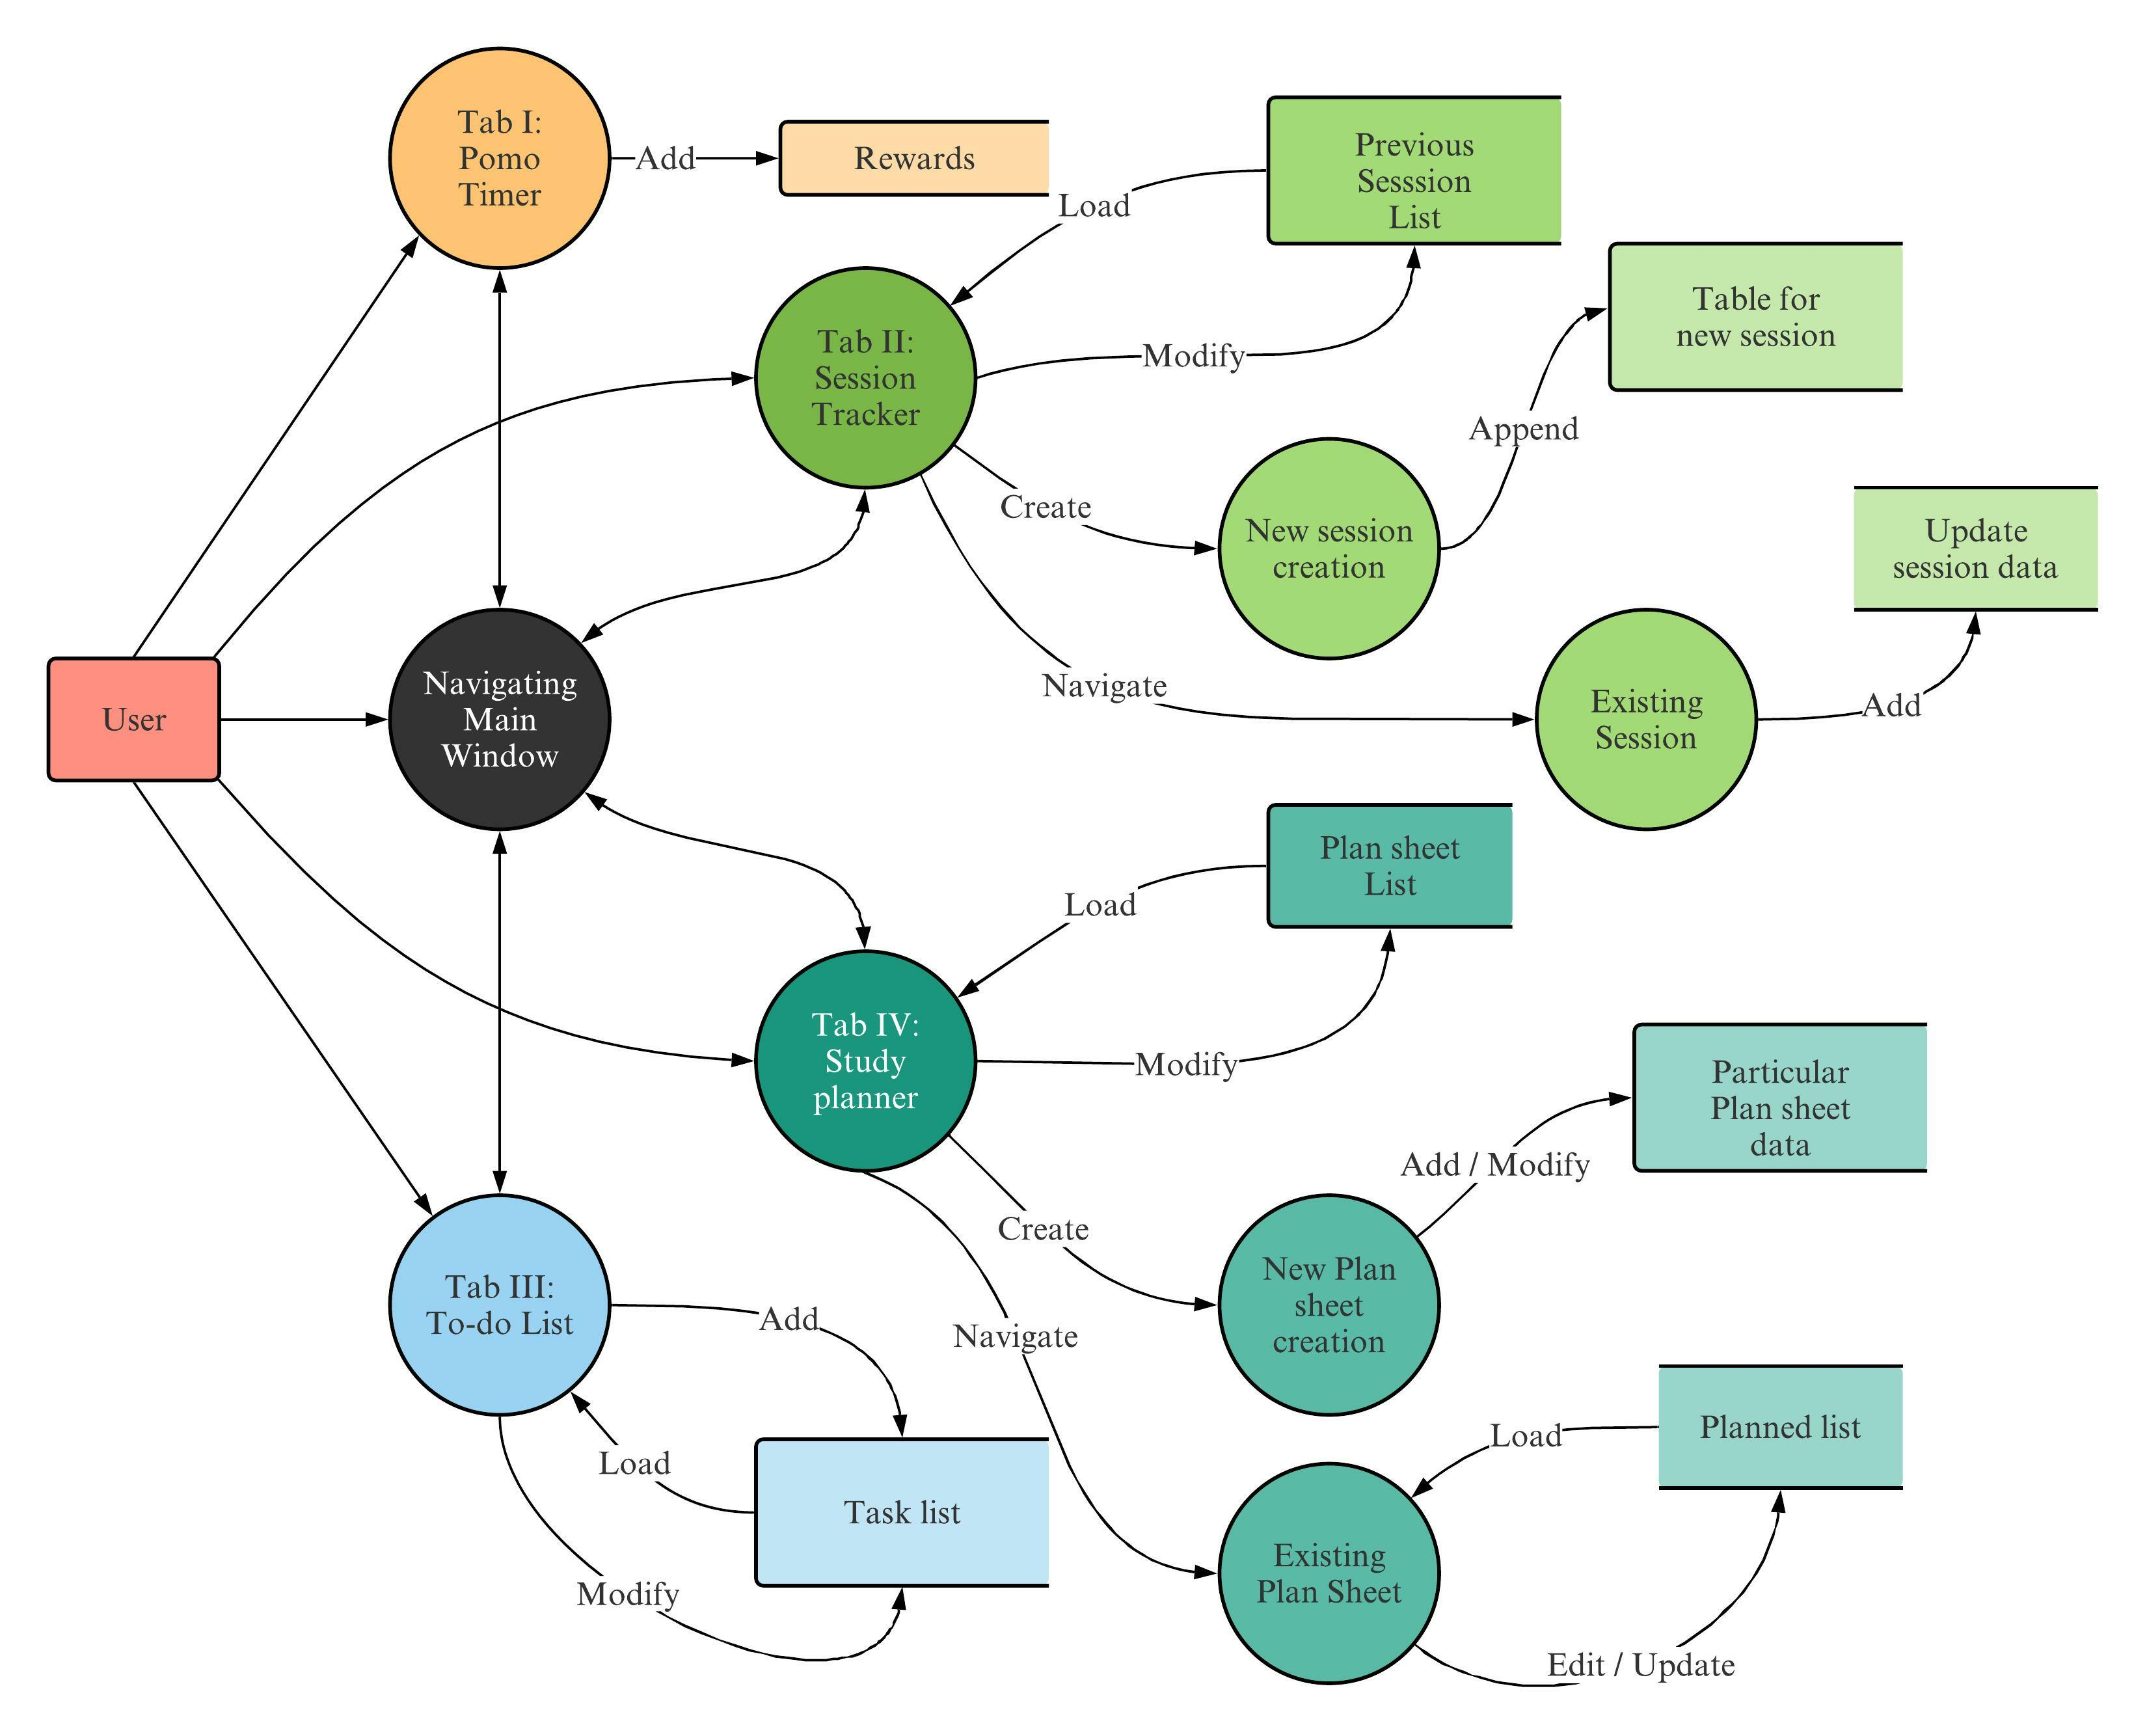 Tab I:
Pomo
Timer
Add
Rewards
Previous
Sesssion
List
Load
Modify
Table for
new session
Tab II:
Session
Tracker
Append
Create
New session
creation
Update
session data
Navigate
Existing
Session
Add
User
Navigating
Main
Window
Plan sheet
List
Load
Modify
Tab IV:
Study
planner
Particular
Plan sheet
data
Add / Modify
Create
New Plan
sheet
creation
Navigate
Tab III:
To-do List
Add
Load
Task list
Modify
Planned list
Load
Existing
Plan Sheet
Edit / Update